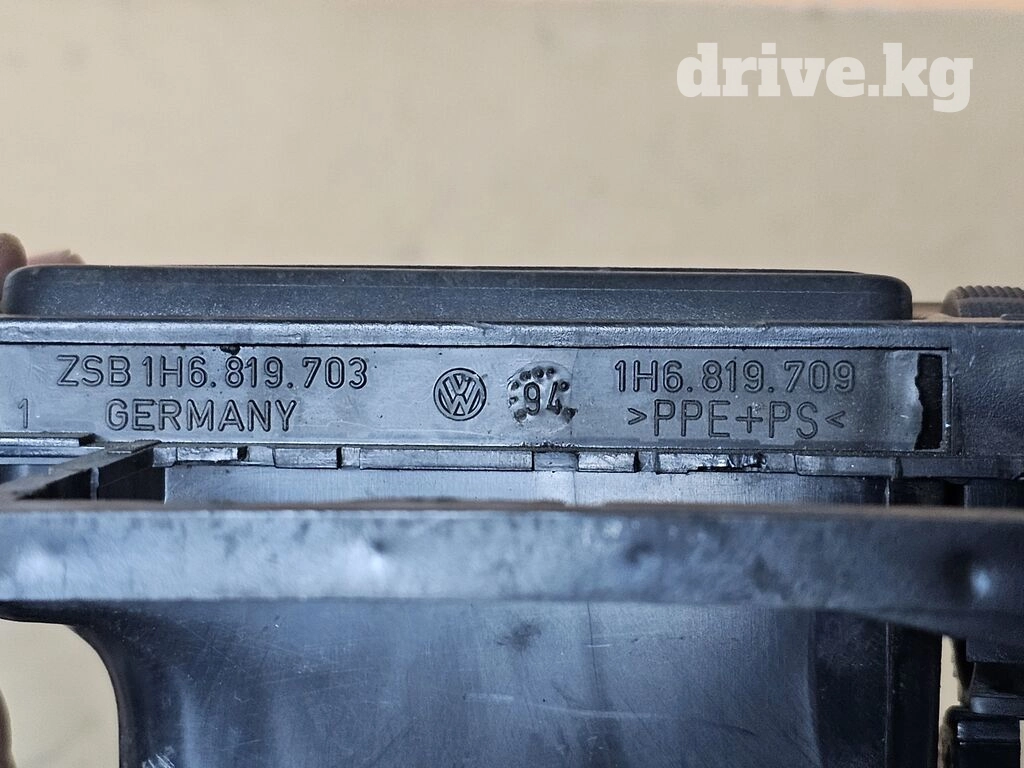 drive.kg
ZSB 1H6.819.703
1 GERMANY
94
1H6.819.709
>PPE+PS<